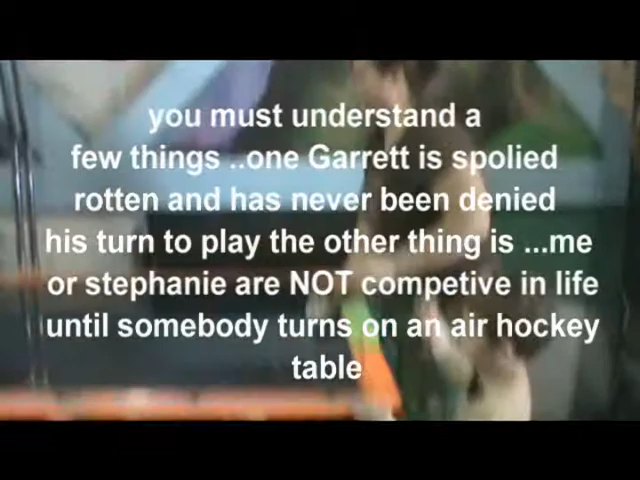 you must understand a
few things ..one Garrett is spolied
rotten and has never been denied
his turn to play the other thing is ...me
or stephanie are NOT competive in life
until somebody turns on an air hockey
table